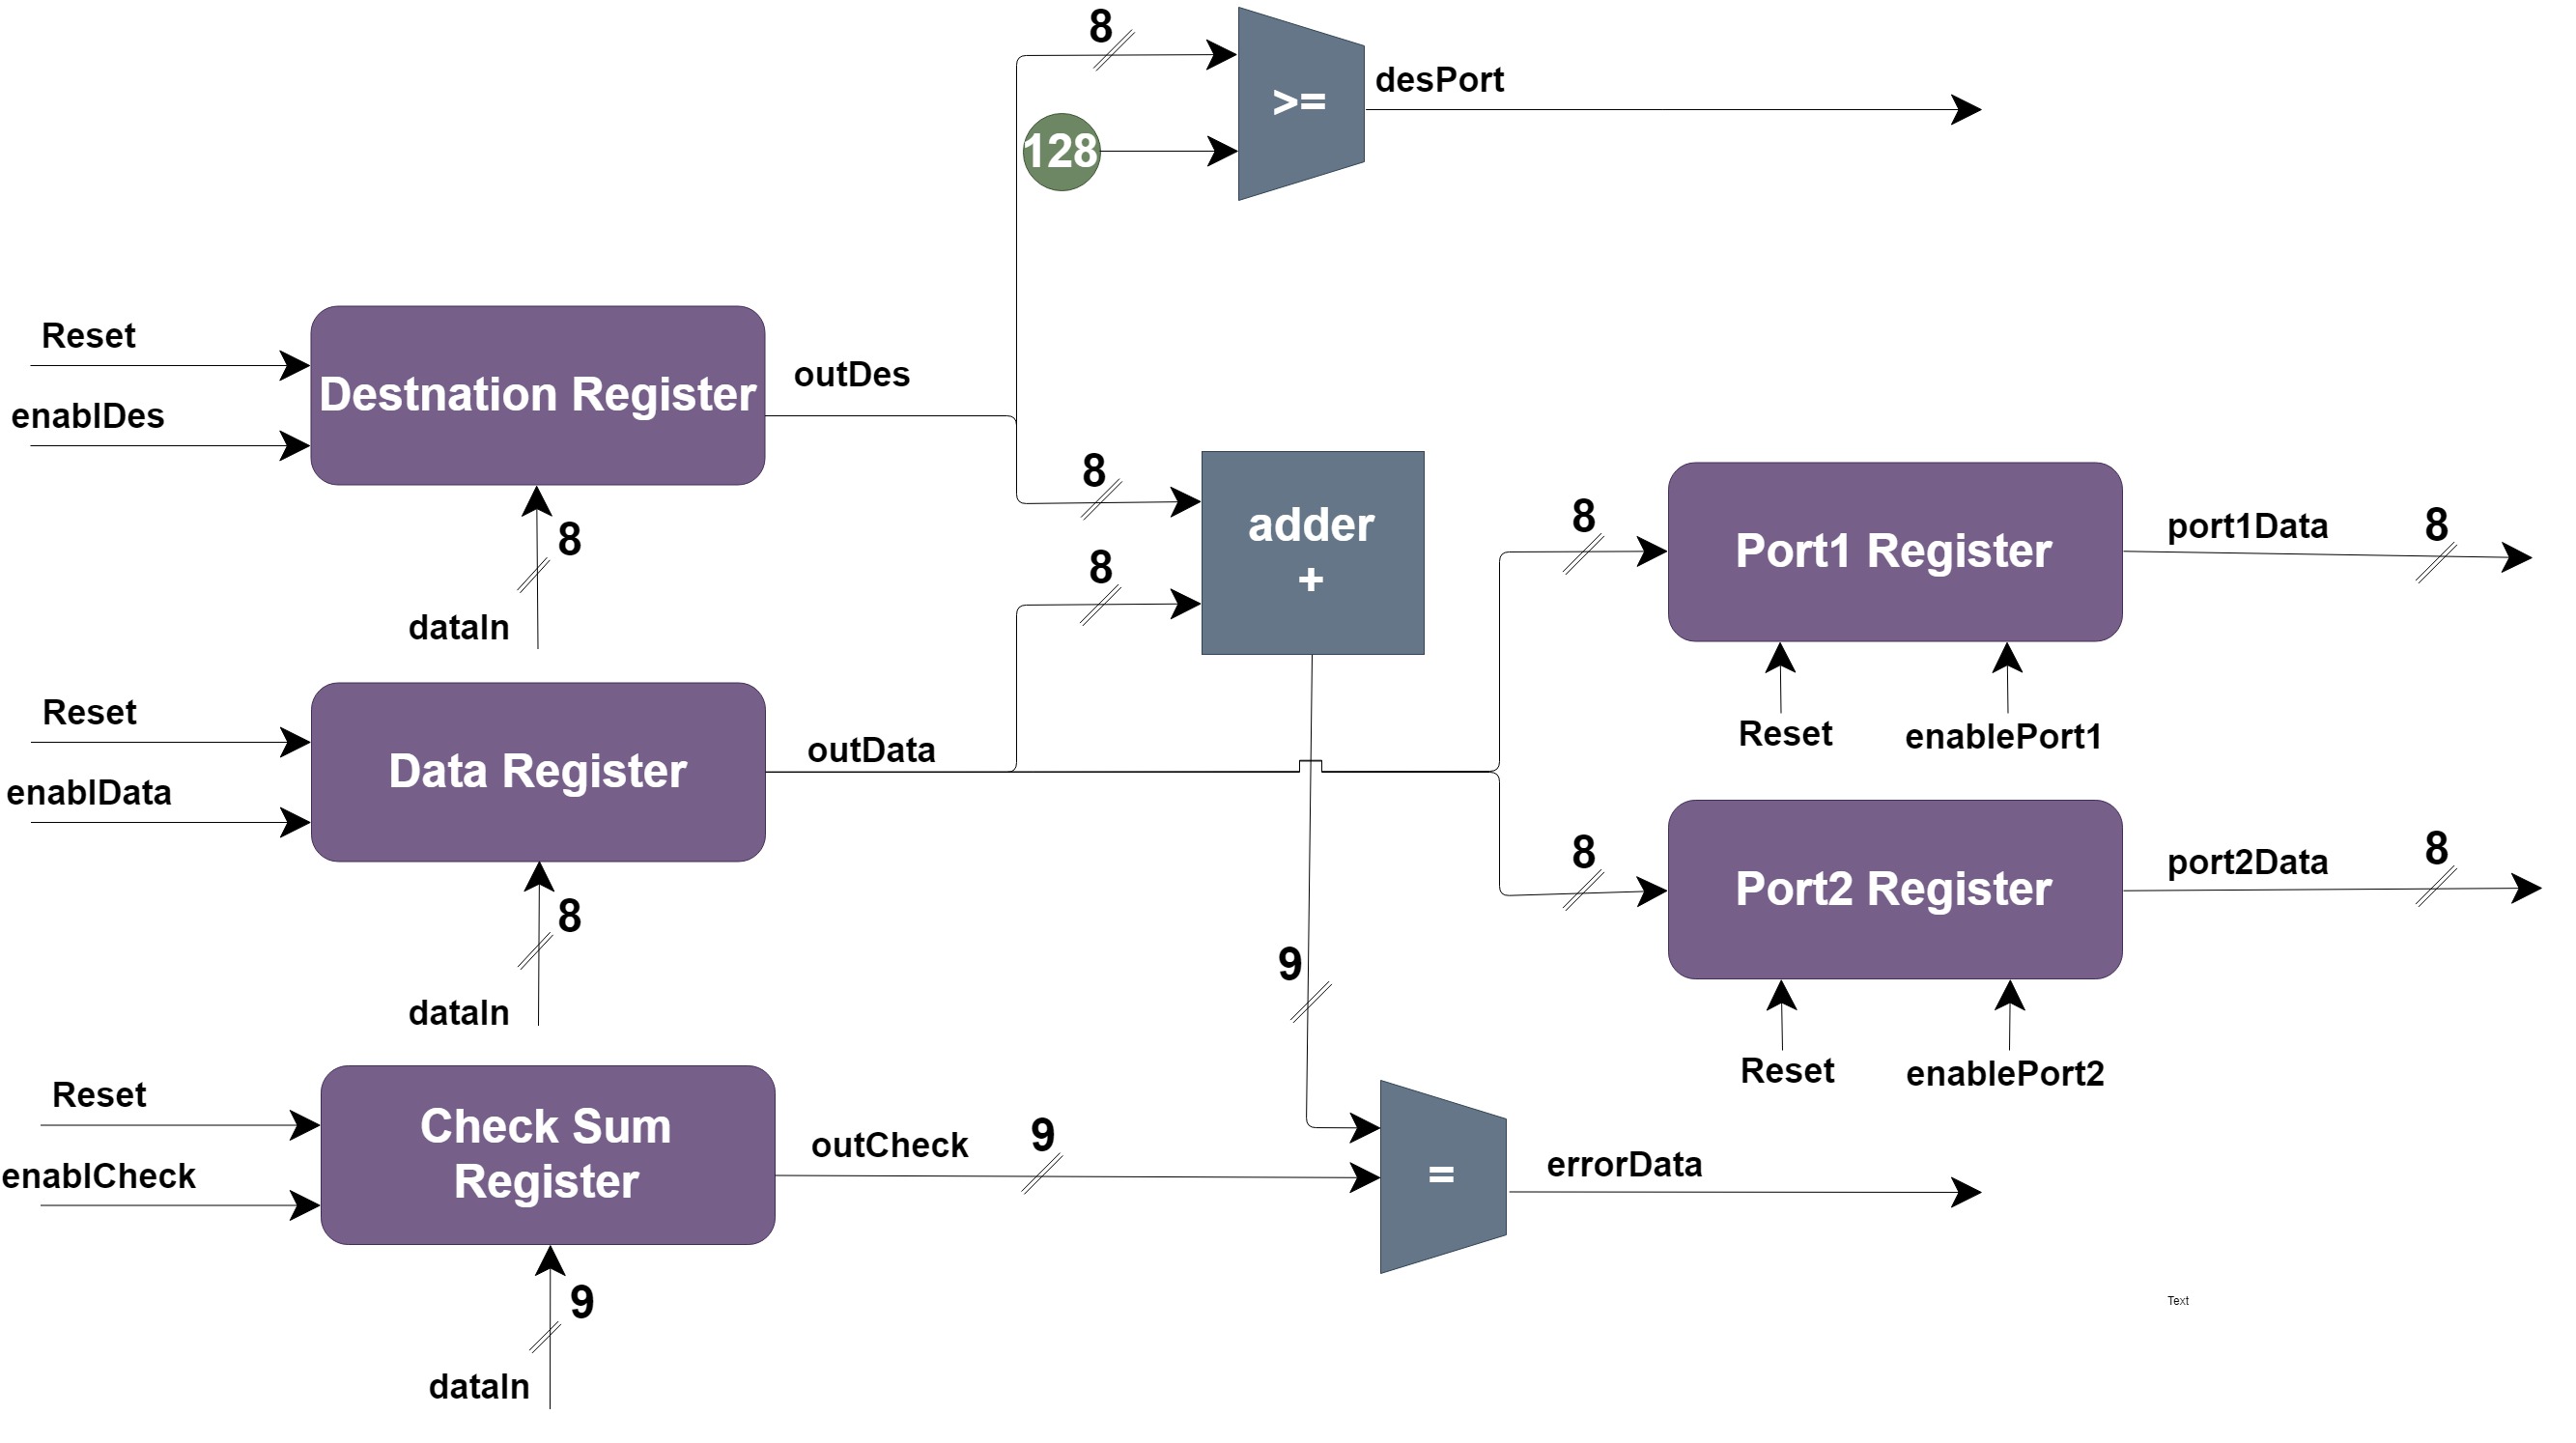 8
128
>=
desPort
Reset
enablDes
Destnation Register
outDes
8
dataIn
8
8
adder
+
Reset
enablData
Data Register
outData
8
dataIn
8
Port1 Register
port1Data
8
Reset
enablePort1
8
Port2 Register
port2Data
8
Reset
enablePort2
9
Reset
enablCheck
Check Sum
Register
outCheck
9
=
errorData
9
dataIn
Text